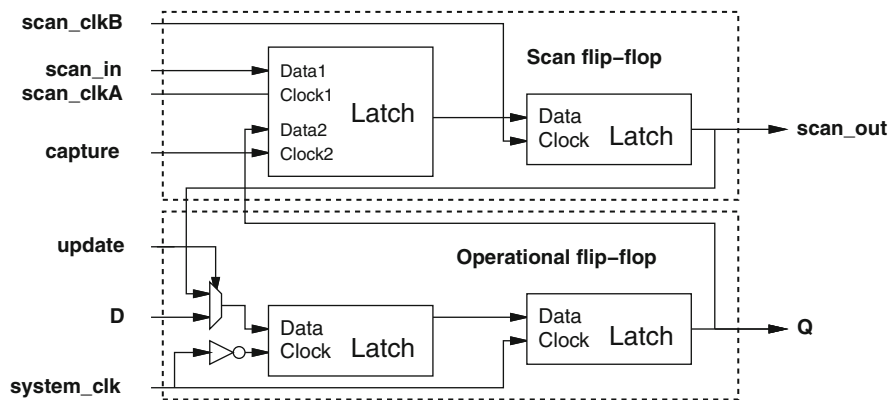 scan_clkB
scan_in
scan_clkA
capture
Data1
Clock1
Data2
Clock2
Latch
Scan flip–flop
Data
Clock
Latch
scan_out
update
D
system_clk
Operational flip–flop
Data
Clock
Latch
Data
Clock
Latch
Q